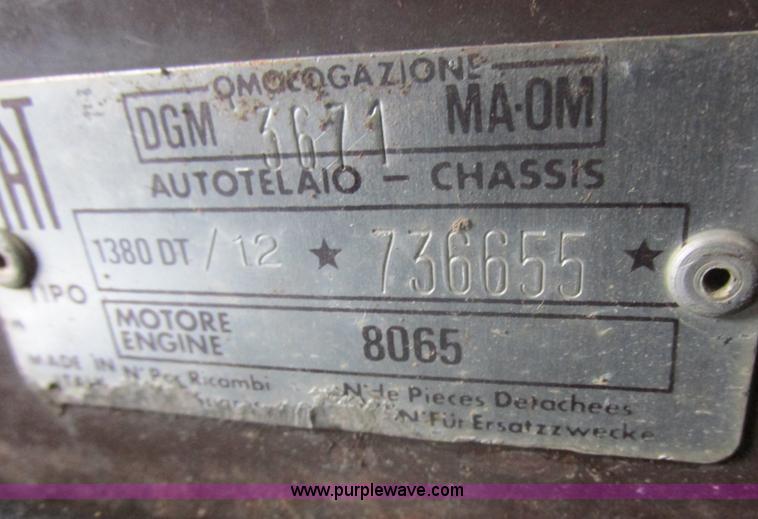 OMOLOGAZIONE
DGM 3671 MA-OM
AUTOTELAIO - CHASSIS
1380 DT /12 ★ 736655 ★
TIPO
MOTORE
ENGINE 8065
MADE IN
N° Per Ricambi N° de Pieces Detachees
N° Für Ersatzzwecke
www.purplewave.com